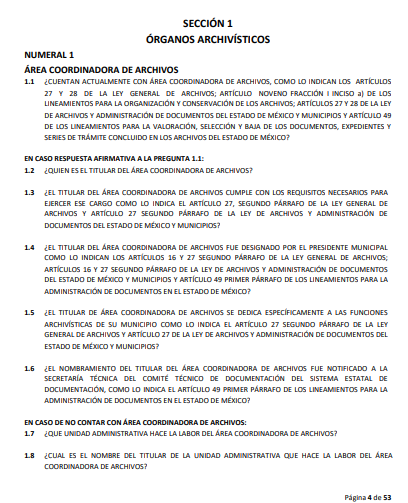 SECCIÓN 1
ÓRGANOS ARCHIVÍSTICOS
NUMERAL 1
ÁREA COORDINADORA DE ARCHIVOS
1.1 ¿CUENTAN ACTUALMENTE CON ÁREA COORDINADORA DE ARCHIVOS, COMO LO INDICAN LOS ARTÍCULOS
27 Y 28 DE LA LEY GENERAL DE ARCHIVOS; ARTÍCULO NOVENO FRACCIÓN I INCISO a) DE LOS
LINEAMIENTOS PARA LA ORGANIZACIÓN Y CONSERVACIÓN DE LOS ARCHIVOS; ARTÍCULOS 27 Y 28 DE LA LEY
DE ARCHIVOS Y ADMINISTRACIÓN DE DOCUMENTOS DEL ESTADO DE MÉXICO Y MUNICIPIOS Y ARTÍCULO 49
DE LOS LINEAMIENTOS PARA LA VALORACIÓN, SELECCIÓN Y BAJA DE LOS DOCUMENTOS, EXPEDIENTES Y
SERIES DE TRÁMITE CONCLUIDO EN LOS ARCHIVOS DEL ESTADO DE MÉXICO?
EN CASO RESPUESTA AFIRMATIVA A LA PREGUNTA 1.1:
1.2 ¿QUIEN ES EL TITULAR DEL ÁREA COORDINADORA DE ARCHIVOS?
1.3 ¿EL TITULAR DEL ÁREA COORDINADORA DE ARCHIVOS CUMPLE CON LOS REQUISITOS NECESARIOS PARA
EJERCER ESE CARGO COMO LO INDICA EL ARTÍCULO 27, SEGUNDO PÁRRAFO DE LA LEY GENERAL DE
ARCHIVOS Y ARTÍCULO 27 SEGUNDO PÁRRAFO DE LA LEY DE ARCHIVOS Y ADMINISTRACIÓN DE
DOCUMENTOS DEL ESTADO DE MÉXICO Y MUNICIPIOS?
1.4 ¿EL TITULAR DEL ÁREA COORDINADORA DE ARCHIVOS FUE DESIGNADO POR EL PRESIDENTE MUNICIPAL
COMO LO INDICAN LOS ARTÍCULOS 16 Y 27 SEGUNDO PÁRRAFO DE LA LEY GENERAL DE ARCHIVOS;
ARTÍCULOS 16 Y 27 SEGUNDO PÁRRAFO DE LA LEY DE ARCHIVOS Y ADMINISTRACIÓN DE DOCUMENTOS
DEL ESTADO DE MÉXICO Y MUNICIPIOS Y ARTÍCULO 49 PRIMER PÁRRAFO DE LOS LINEAMIENTOS PARA LA
ADMINISTRACIÓN DE DOCUMENTOS EN EL ESTADO DE MÉXICO?
1.5 ¿EL TITULAR DE ÁREA COORDINADORA DE ARCHIVOS SE DEDICA ESPECÍFICAMENTE A LAS FUNCIONES
ARCHIVÍSTICAS DE SU MUNICIPIO COMO LO INDICA EL ARTÍCULO 27 SEGUNDO PÁRRAFO DE LA LEY
GENERAL DE ARCHIVOS Y ARTÍCULO 27 DE LA LEY DE ARCHIVOS Y ADMINISTRACIÓN DE DOCUMENTOS DEL
ESTADO DE MÉXICO Y MUNICIPIOS?
1.6 ¿EL NOMBRAMIENTO DEL TITULAR DEL ÁREA COORDINADORA DE ARCHIVOS FUE NOTIFICADO A LA
SECRETARÍA TÉCNICA DEL COMITÉ TÉCNICO DE DOCUMENTACIÓN DEL SISTEMA ESTATAL DE
DOCUMENTACIÓN, COMO LO INDICA EL ARTÍCULO 49 PRIMER PÁRRAFO DE LOS LINEAMIENTOS PARA LA
ADMINISTRACIÓN DE DOCUMENTOS EN EL ESTADO DE MÉXICO?
EN CASO DE NO CONTAR CON ÁREA COORDINADORA DE ARCHIVOS:
1.7 ¿QUE UNIDAD ADMINISTRATIVA HACE LA LABOR DEL ÁREA COORDINADORA DE ARCHIVOS?
1.8 ¿CUAL ES EL NOMBRE DEL TITULAR DE LA UNIDAD ADMINISTRATIVA QUE HACE LA LABOR DEL ÁREA
COORDINADORA DE ARCHIVOS?
Página 4 de 53